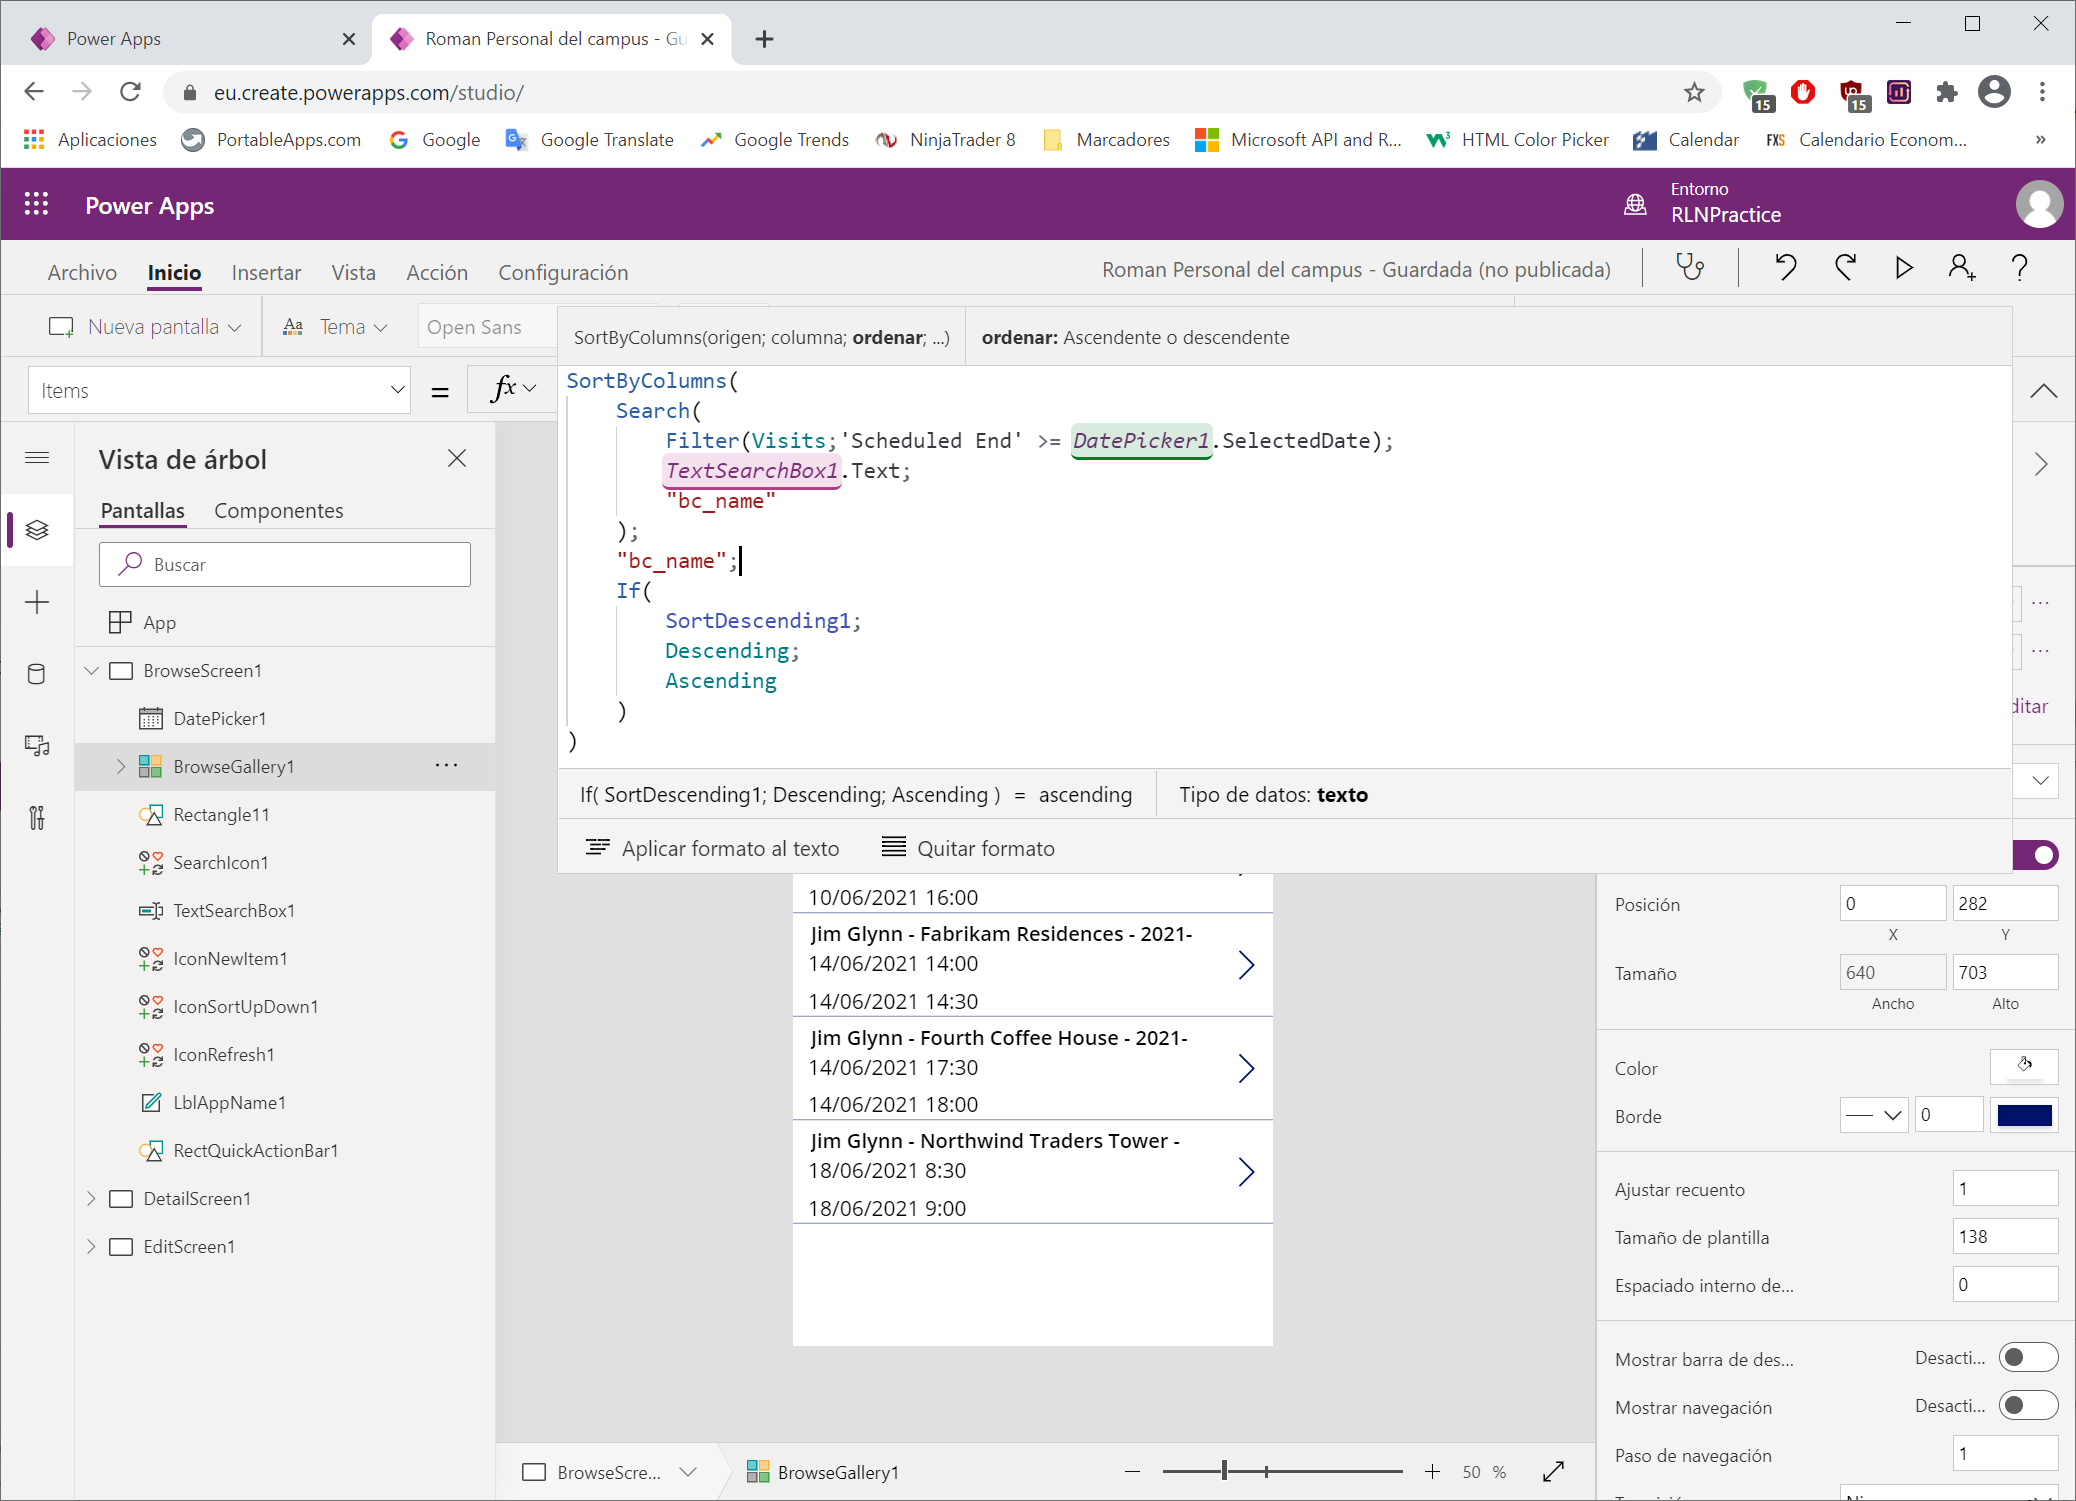 Power Apps
Roman Personal del campus - Gu
eu.create.powerapps.com/studio/
15
15
Aplicaciones
PortableApps.com
Google
Google Translate
Google Trends
NinjaTrader 8
Marcadores
Microsoft API and R...
HTML Color Picker
Calendar
FXS
Calendario Econom...
»
Power Apps
Entorno
RLNPractice
Archivo
Inicio
Insertar
Vista
Acción
Configuración
Roman Personal del campus - Guardada (no publicada)
Nueva pantalla
Tema
Open Sans
SortByColumns(origen; columna; ordenar; ...)
ordenar: Ascendente o descendente
Items
=
fx
SortByColumns(
Search(
Filter(Visits;'Scheduled End' >= DatePicker1.SelectedDate);
TextSearchBox1.Text;
"bc_name"
);
"bc_name";
If(
SortDescending1;
Descending;
Ascending
)
)
If( SortDescending1; Descending; Ascending ) = ascending
Tipo de datos: texto
Aplicar formato al texto
Quitar formato
Vista de árbol
Pantallas
Componentes
Buscar
App
BrowseScreen1
DatePicker1
BrowseGallery1
Rectangle11
SearchIcon1
TextSearchBox1
IconNewItem1
IconSortUpDown1
IconRefresh1
LblAppName1
RectQuickActionBar1
DetailScreen1
EditScreen1
10/06/2021 16:00
Jim Glynn - Fabrikam Residences - 2021-
14/06/2021 14:00
14/06/2021 14:30
Jim Glynn - Fourth Coffee House - 2021-
14/06/2021 17:30
14/06/2021 18:00
Jim Glynn - Northwind Traders Tower -
18/06/2021 8:30
18/06/2021 9:00
ditar
Posición
0
282
X
Y
Tamaño
640
703
Ancho
Alto
Color
Borde
0
Ajustar recuento
1
Tamaño de plantilla
138
Espaciado interno de...
0
Mostrar barra de des...
Desacti...
Mostrar navegación
Desacti...
Paso de navegación
1
BrowseScre...
BrowseGallery1
50 %